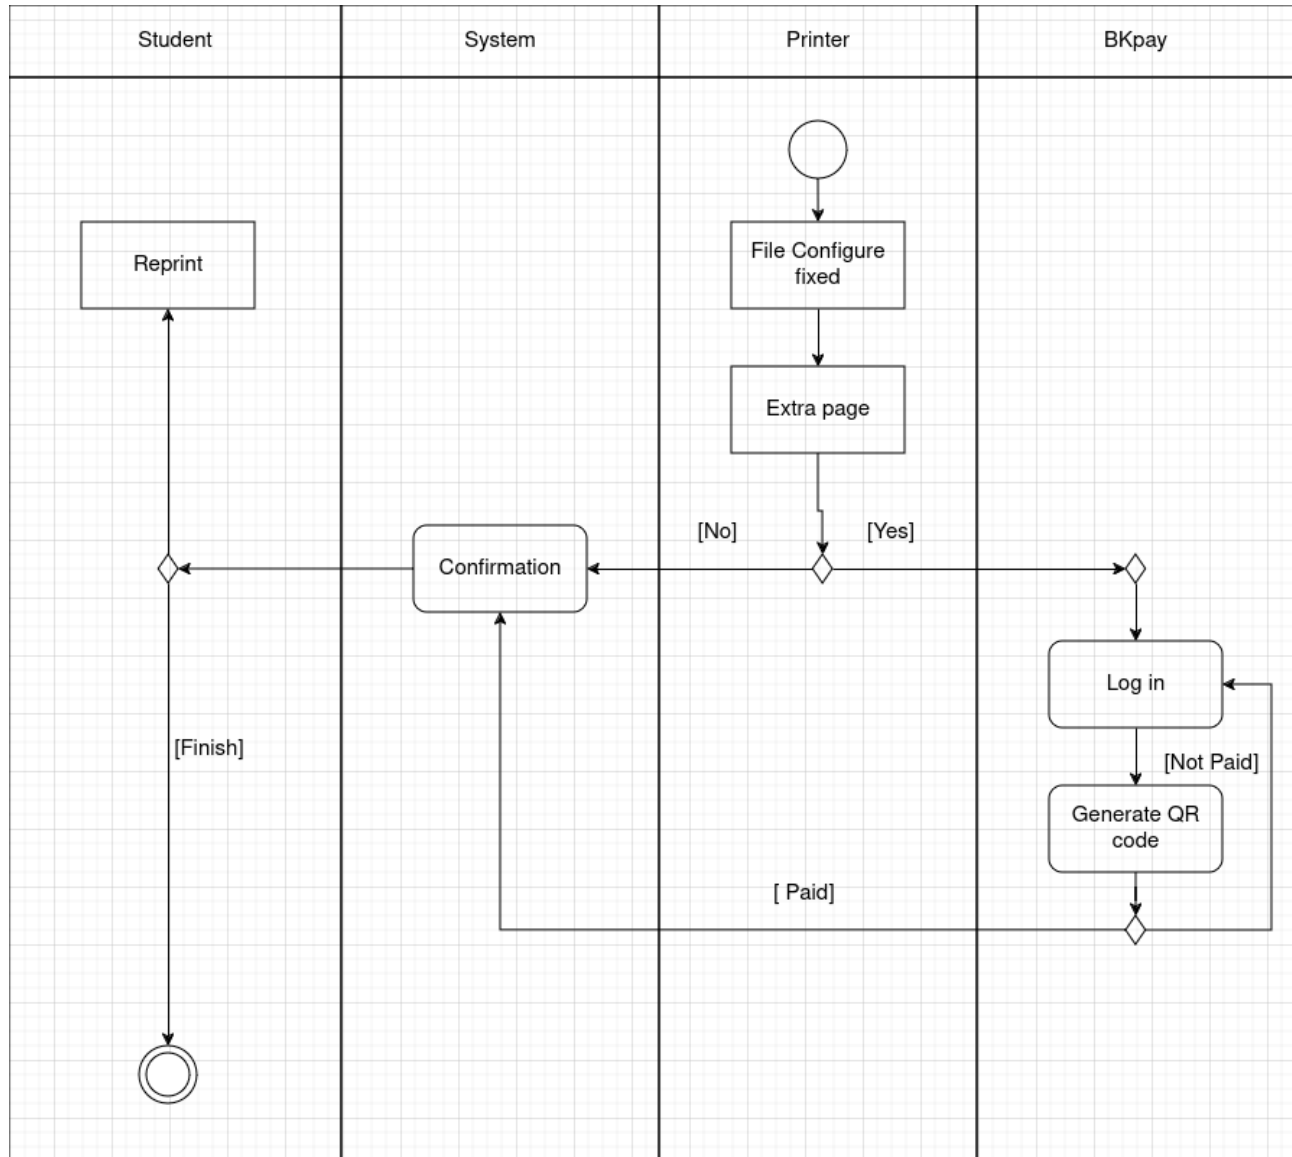 Student
System
Printer
BKpay
File Configure
fixed
Reprint
Extra page
[No]
[Yes]
Confirmation
Log in
[Finish]
[Not Paid]
Generate QR
code
[ Paid]